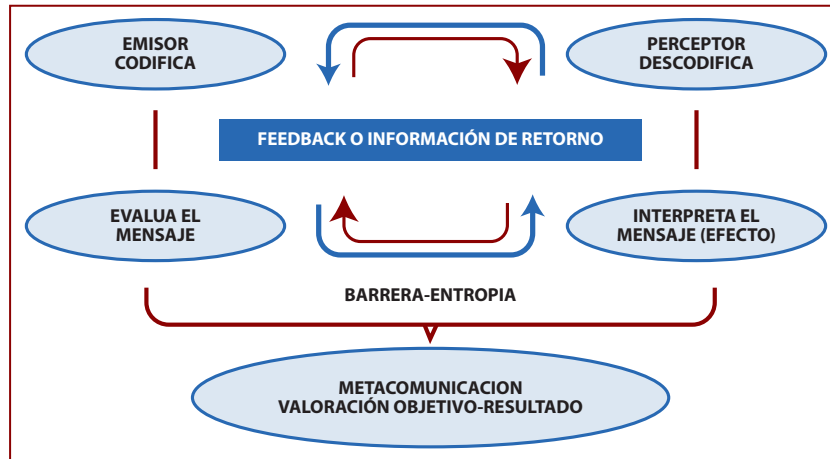 EMISOR
CODIFICA
PERCEPTOR
DESCODIFICA
FEEDBACK O INFORMACIÓN DE RETORNO
EVALUA EL
MENSAJE
INTERPRETA EL
MENSAJE (EFECTO)
BARRERA-ENTROPIA
METACOMUNICACION
VALORACIÓN OBJETIVO-RESULTADO